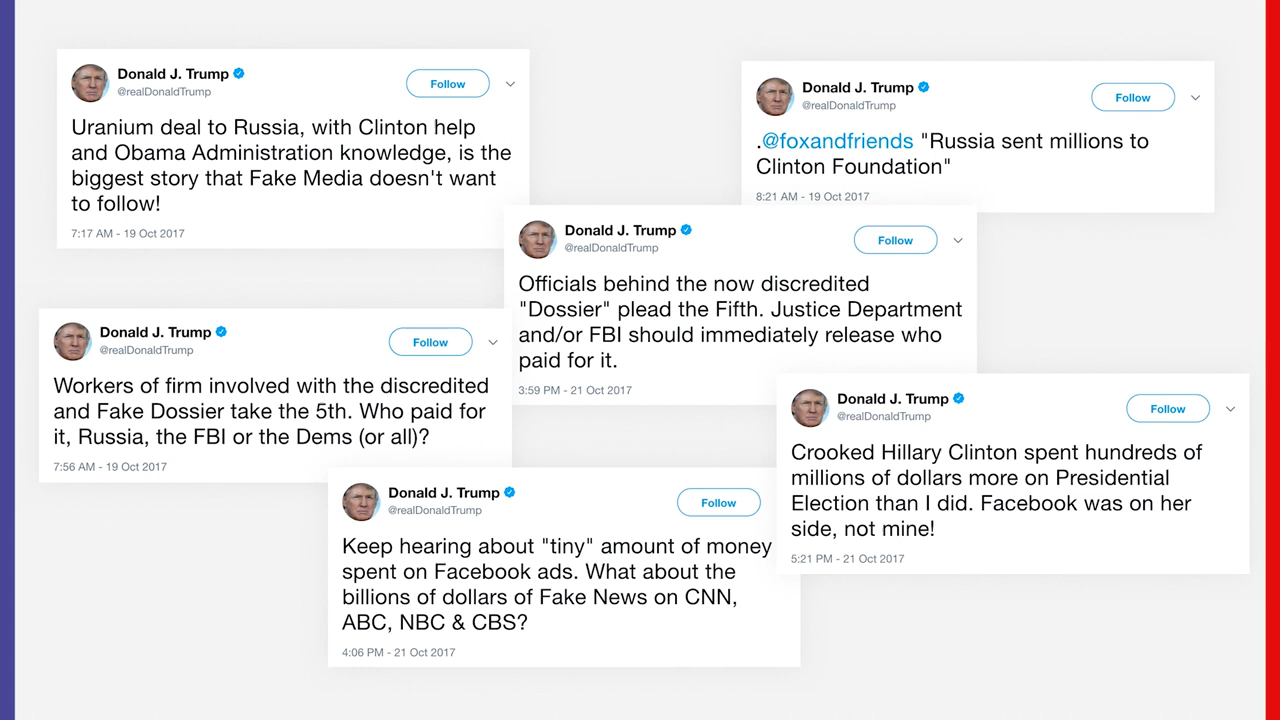 Donald J. Trump
@realDonaldTrump
Follow
Uranium deal to Russia, with Clinton help
and Obama Administration knowledge, is the
biggest story that Fake Media doesn't want
to follow!
7:17 AM - 19 Oct 2017
Donald J. Trump
@realDonaldTrump
Follow
.@foxandfriends "Russia sent millions to
Clinton Foundation"
8:21 AM - 19 Oct 2017
Donald J. Trump
@realDonaldTrump
Follow
Officials behind the now discredited
"Dossier" plead the Fifth. Justice Department
and/or FBI should immediately release who
paid for it.
3:59 PM - 21 Oct 2017
Donald J. Trump
@realDonaldTrump
Follow
Workers of firm involved with the discredited
and Fake Dossier take the 5th. Who paid for
it, Russia, the FBI or the Dems (or all)?
7:56 AM - 19 Oct 2017
Donald J. Trump
@realDonaldTrump
Follow
Crooked Hillary Clinton spent hundreds of
millions of dollars more on Presidential
Election than I did. Facebook was on her
side, not mine!
5:21 PM - 21 Oct 2017
Donald J. Trump
@realDonaldTrump
Follow
Keep hearing about "tiny" amount of money
spent on Facebook ads. What about the
billions of dollars of Fake News on CNN,
ABC, NBC & CBS?
4:06 PM - 21 Oct 2017